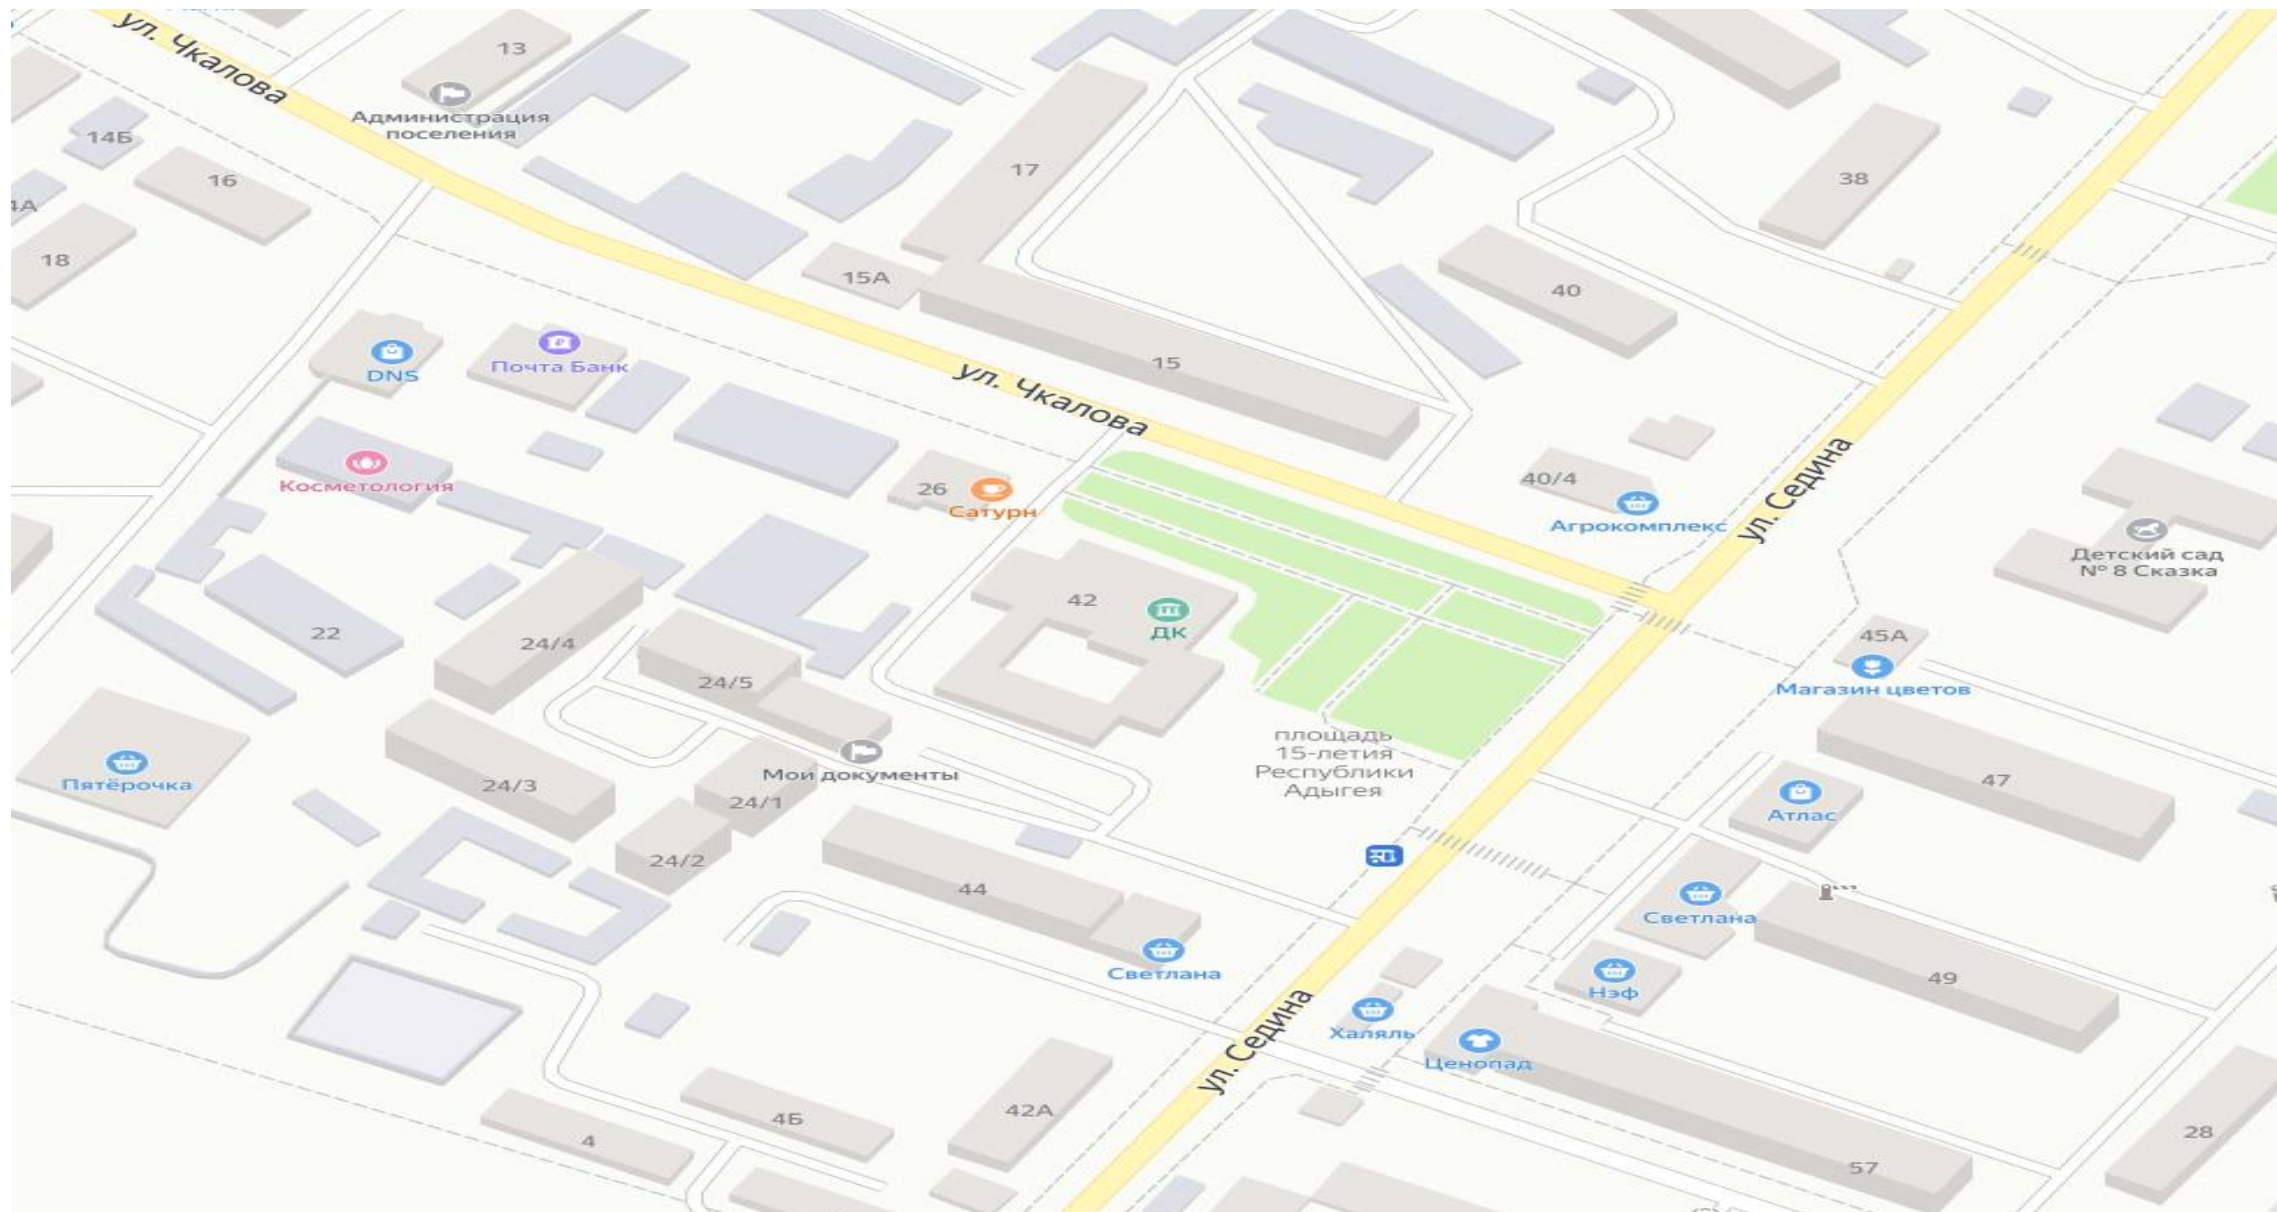 ул. Чкалова
13
Администрация
поселения
14Б
16
4А
18
17
38
15А
40
15
DNS
Почта Банк
ул. Чкалова
Косметология
26
Сатурн
40/4
Агрокомплекс
ул. Седина
Детский сад
№ 8 Сказка
42
ДК
22
24/4
24/5
45А
Магазин цветов
площадь
15-летия
Республики
Адыгея
Пятёрочка
24/3
24/1
Мои документы
24/2
47
Атлас
44
Светлана
Светлана
49
Нэф
Халяль
Ценопад
ул. Седина
42А
4Б
4
28
57